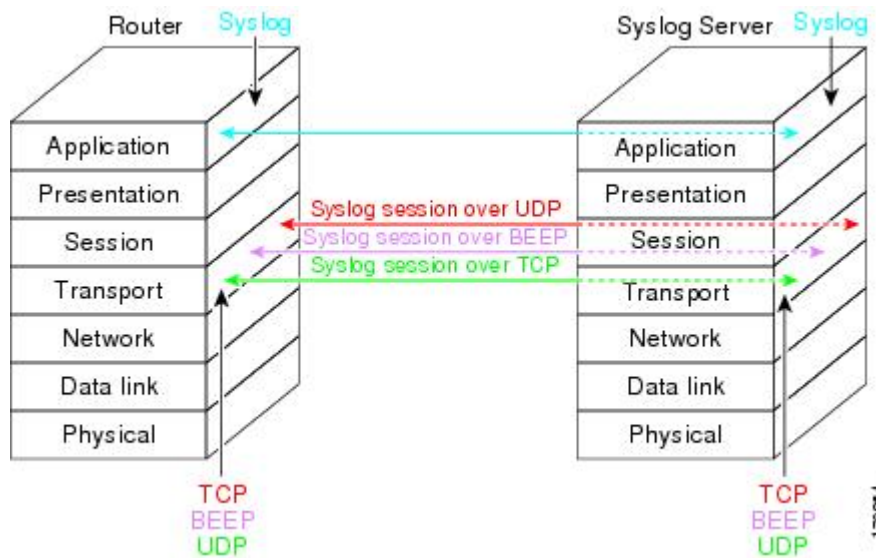 Router Syslog
Syslog Server Syslog
Application
Presentation
Session
Transport
Network
Data link
Physical
Syslog session over UDP
Syslog session over BEEP
Syslog session over TCP
Application
Presentation
Session
Transport
Network
Data link
Physical
TCP
BEEP
UDP
TCP
BEEP
UDP